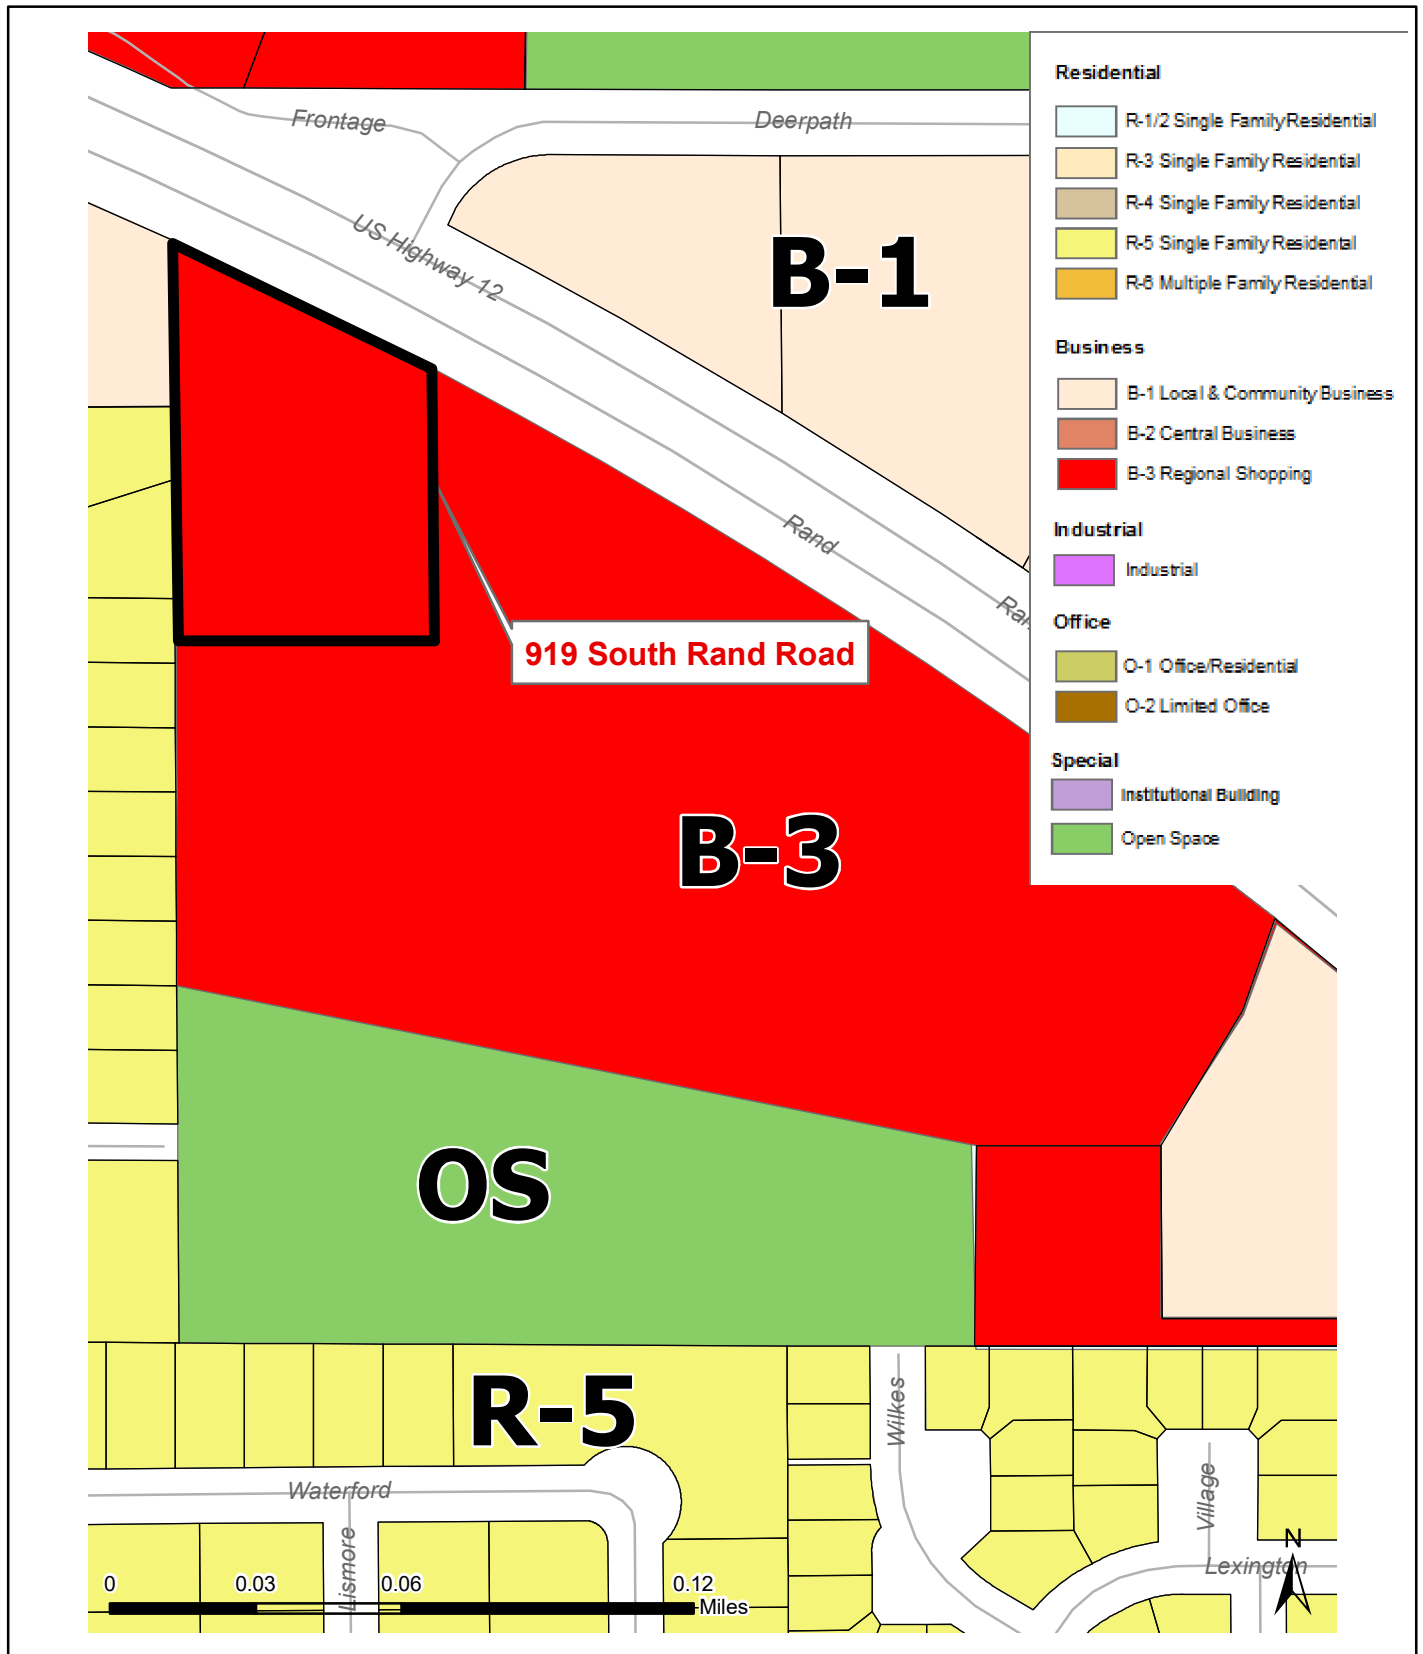 Frontage
Deerpath
US Highway 12
B-1
Rand
Ran
919 South Rand Road
B-3
OS
R-5
Wilkes
Waterford
Lismore
Village
Lexington
N
0 0.03 0.06 0.12
Miles
Residential
R-1/2 Single Family Residential
R-3 Single Family Residential
R-4 Single Family Residential
R-5 Single Family Residental
R-6 Multiple Family Residential
Business
B-1 Local & Community Business
B-2 Central Business
B-3 Regional Shopping
Industrial
Industrial
Office
O-1 Office/Residential
O-2 Limited Office
Special
Institutional Building
Open Space